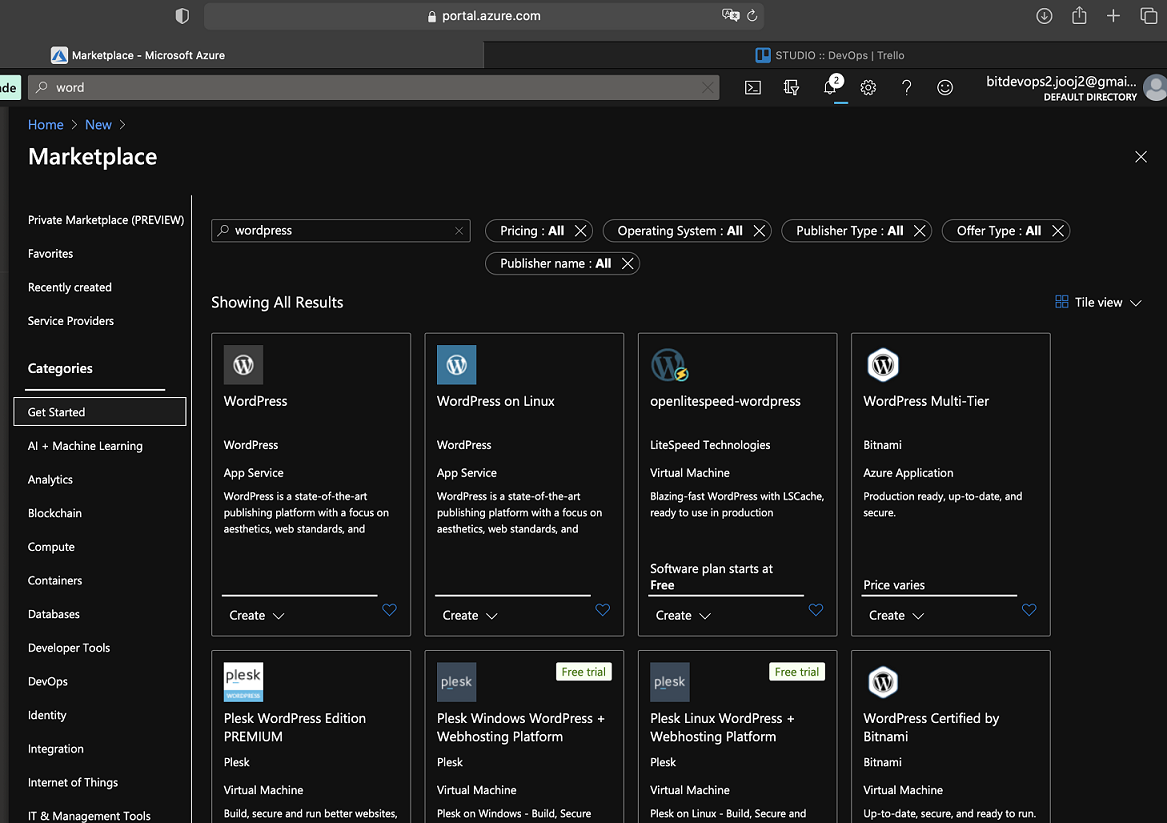 portal.azure.com
Marketplace - Microsoft Azure
STUDIO :: DevOps | Trello
de
word
2
bitdevops2.jooj2@gmai...
DEFAULT DIRECTORY
Home > New >
Marketplace
Private Marketplace (PREVIEW)
Favorites
Recently created
Service Providers
Categories
Get Started
AI + Machine Learning
Analytics
Blockchain
Compute
Containers
Databases
Developer Tools
DevOps
Identity
Integration
Internet of Things
IT & Management Tools
wordpress
Pricing : All
Operating System : All
Publisher Type : All
Offer Type : All
Publisher name : All
Showing All Results
Tile view
WordPress
WordPress
App Service
WordPress is a state-of-the-art
publishing platform with a focus on
aesthetics, web standards, and
Create
WordPress on Linux
WordPress
App Service
WordPress is a state-of-the-art
publishing platform with a focus on
aesthetics, web standards, and
Create
openlitespeed-wordpress
LiteSpeed Technologies
Virtual Machine
Blazing-fast WordPress with LSCache,
ready to use in production
Software plan starts at
Free
Create
WordPress Multi-Tier
Bitnami
Azure Application
Production ready, up-to-date, and
secure.
Price varies
Create
plesk
WORDPRESS
Plesk WordPress Edition
PREMIUM
Plesk
Virtual Machine
Build, secure and run better websites,
plesk
Free trial
Plesk Windows WordPress +
Webhosting Platform
Plesk
Virtual Machine
Plesk on Windows - Build, Secure
plesk
Free trial
Plesk Linux WordPress +
Webhosting Platform
Plesk
Virtual Machine
Plesk on Linux - Build, Secure and
WordPress Certified by
Bitnami
Bitnami
Virtual Machine
Up-to-date, secure, and ready to run.